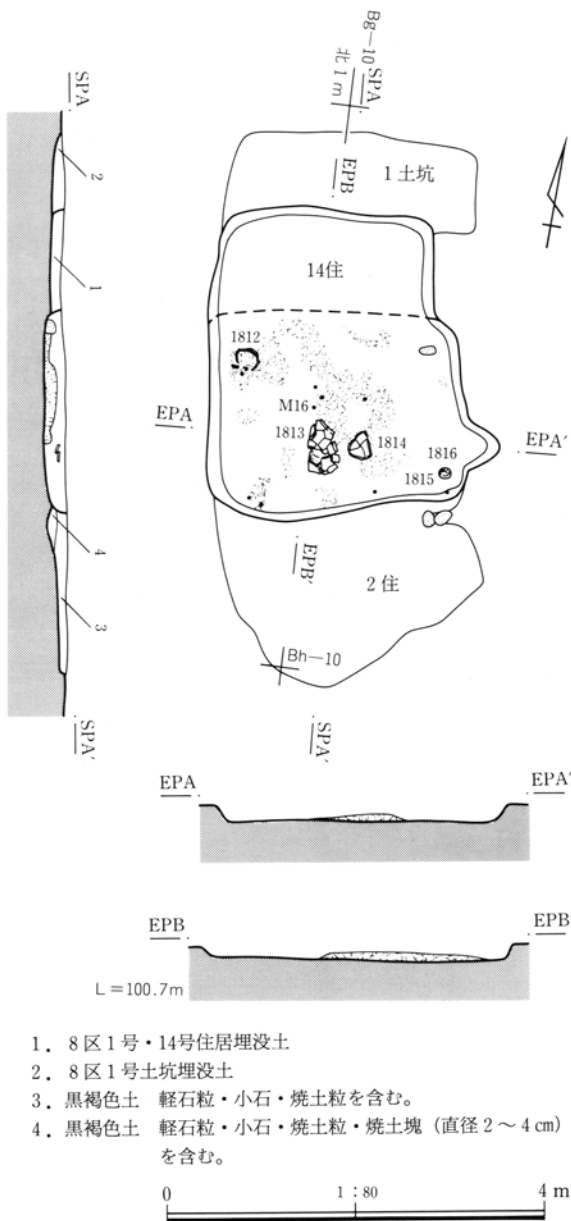 Bg—10
北1m
SPA
SPA
EPB
1土坑
2
14住
1
1812
M16
EPA
1813
1814
1816
EPA′
1815
4
EPB′
2住
3
Bh—10
SPA′
SPA′
EPA
EPA′
EPB
EPB′
L=100.7m
1．8区1号・14号住居埋没土
2．8区1号土坑埋没土
3．黒褐色土　軽石粒・小石・焼土粒を含む。
4．黒褐色土　軽石粒・小石・焼土粒・焼土塊（直径2〜4cm）
を含む。
0
1：80
4m